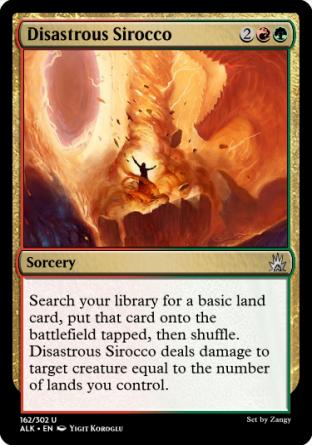 Disastrous Sirocco 2
Sorcery
Search your library for a basic land
card, put that card onto the
battlefield tapped, then shuffle.
Disastrous Sirocco deals damage to
target creature equal to the number
of lands you control.
162/302 U
Set by Zangy
ALK • EN Yigit Koroglu